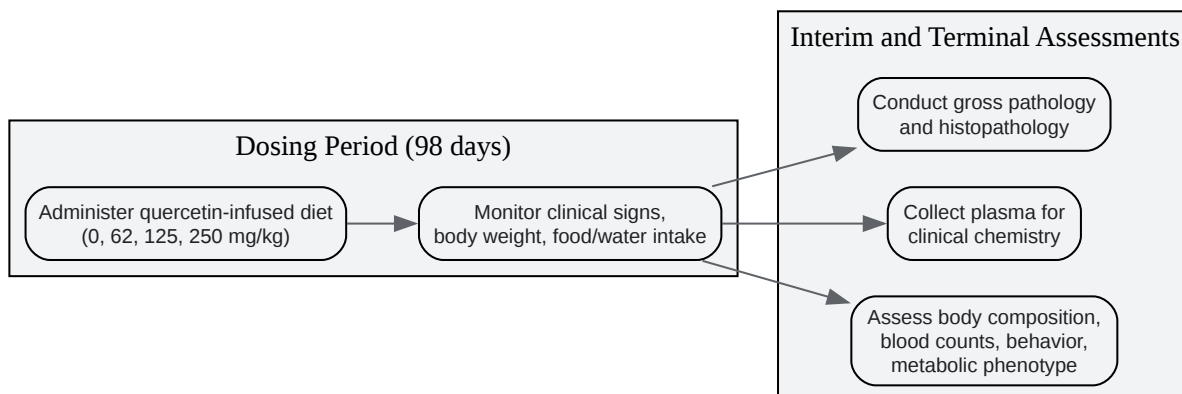 Dosing Period (98 days)
Administer quercetin-infused diet
(0, 62, 125, 250 mg/kg)
Monitor clinical signs,
body weight, food/water intake
Interim and Terminal Assessments
Conduct gross pathology
and histopathology
Collect plasma for
clinical chemistry
Assess body composition,
blood counts, behavior,
metabolic phenotype